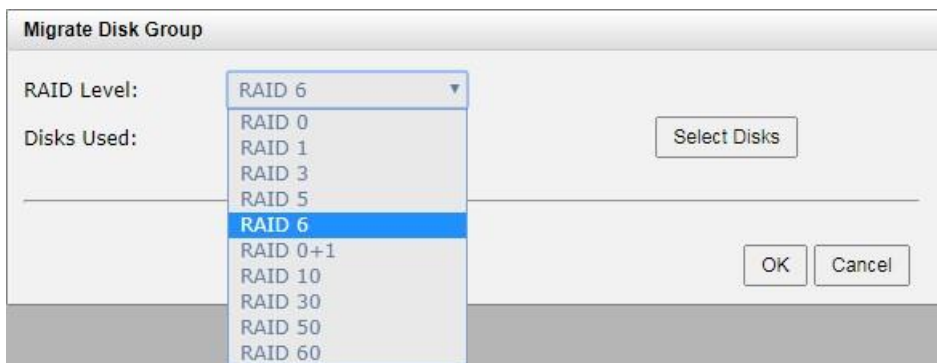 Migrate Disk Group
RAID Level:
RAID 6
Disks Used:
Select Disks
RAID 0
RAID 1
RAID 3
RAID 5
RAID 6
RAID 0+1
RAID 10
RAID 30
RAID 50
RAID 60
OK
Cancel